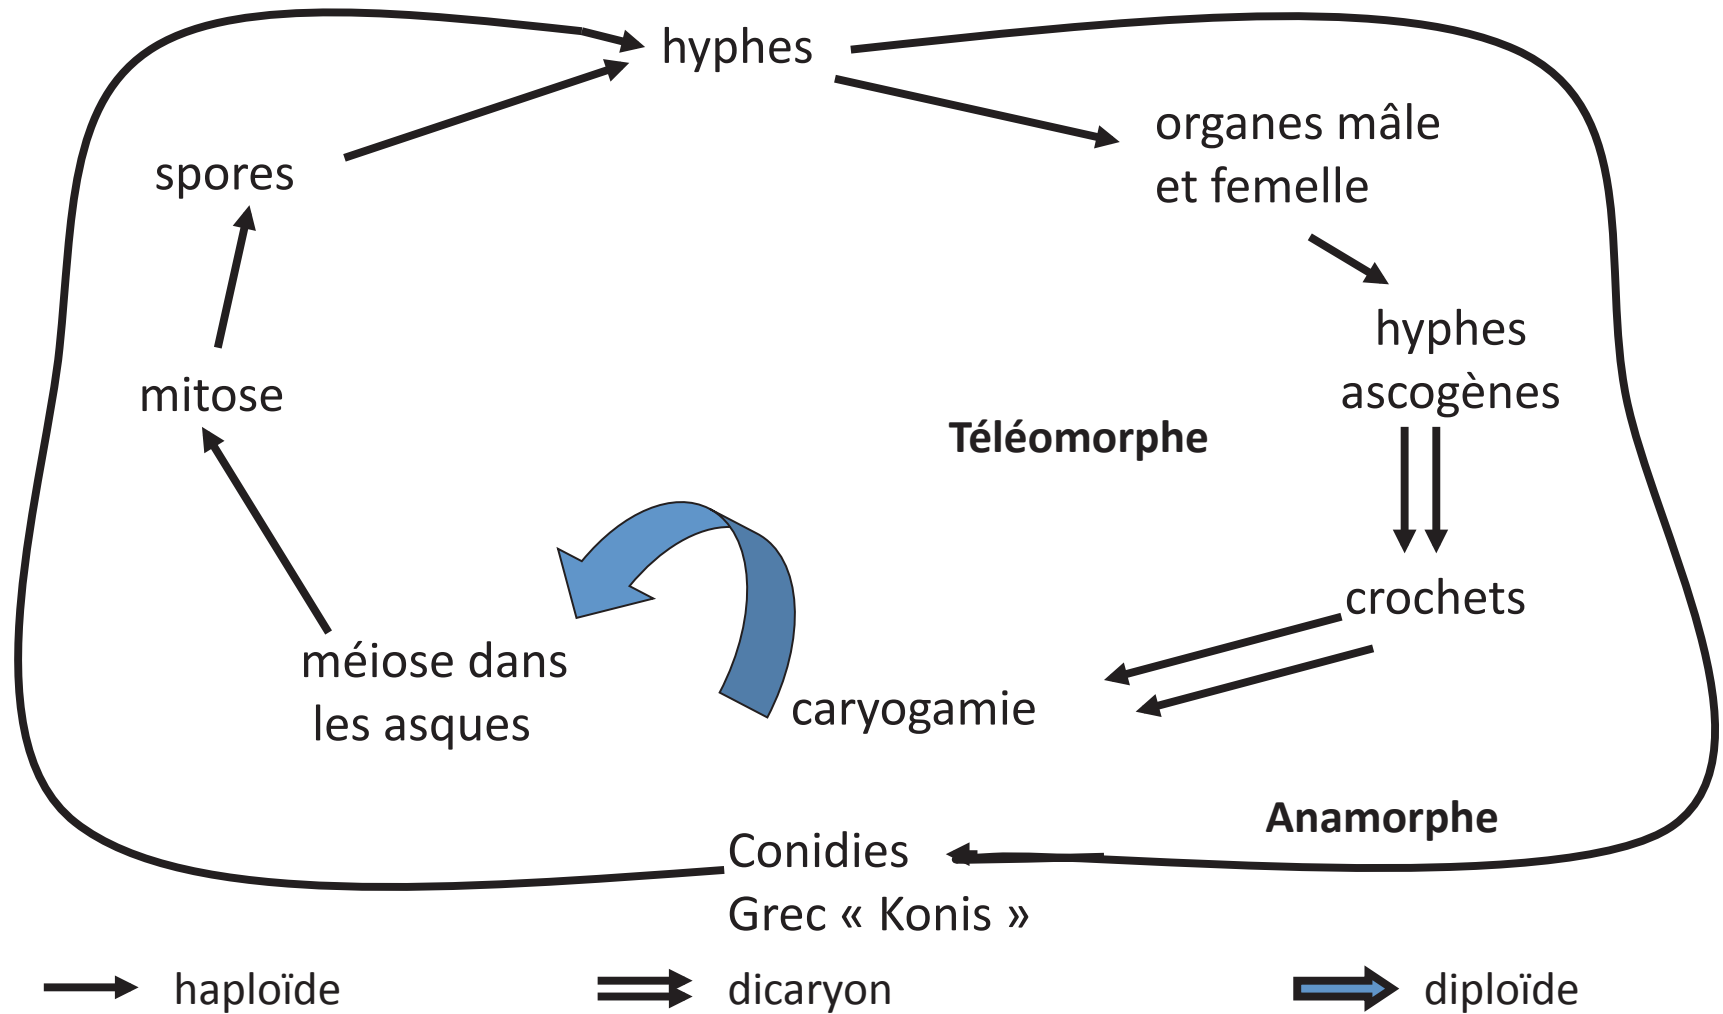 hyphes
organes mâle
et femelle
hyphes
ascogènes
crochets
caryogamie
méiose dans
les asques
mitose
spores
Téléomorphe
Anamorphe
Conidies
Grec « Konis »
haploïde
dicaryon
diploïde